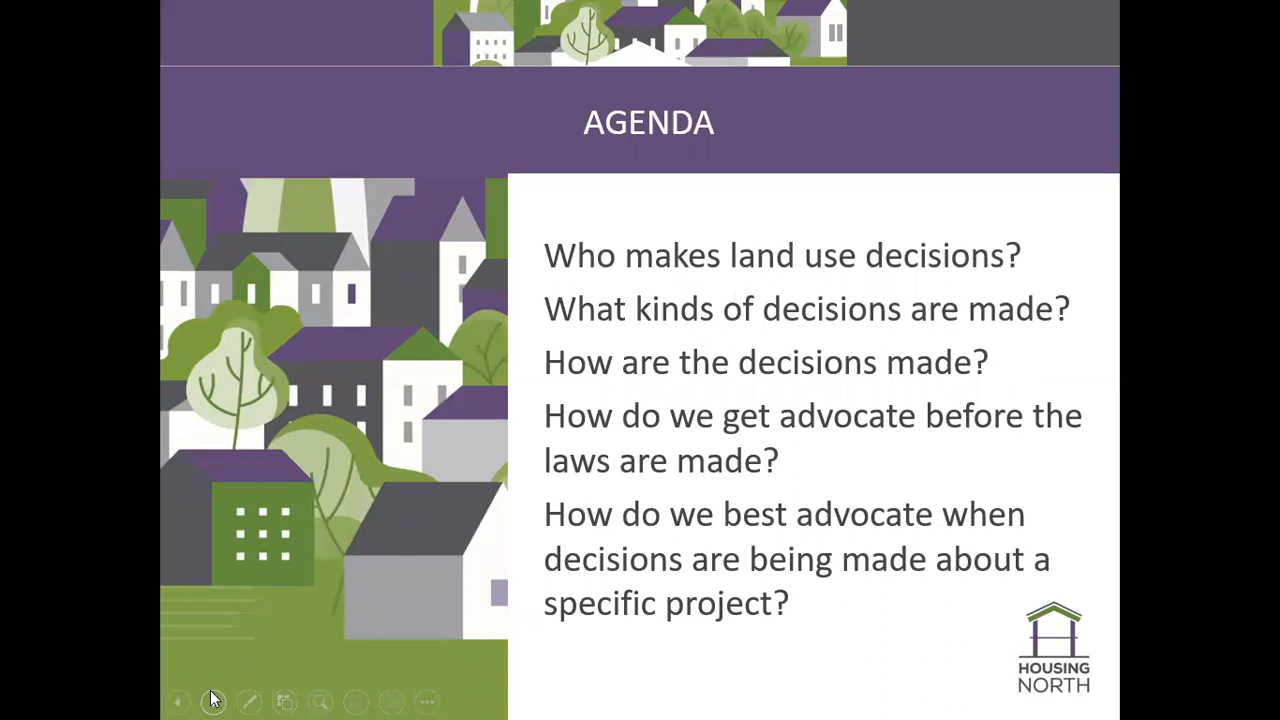 AGENDA
Who makes land use decisions?
What kinds of decisions are made?
How are the decisions made?
How do we get advocate before the
laws are made?
How do we best advocate when
decisions are being made about a
specific project?
HOUSING
NORTH